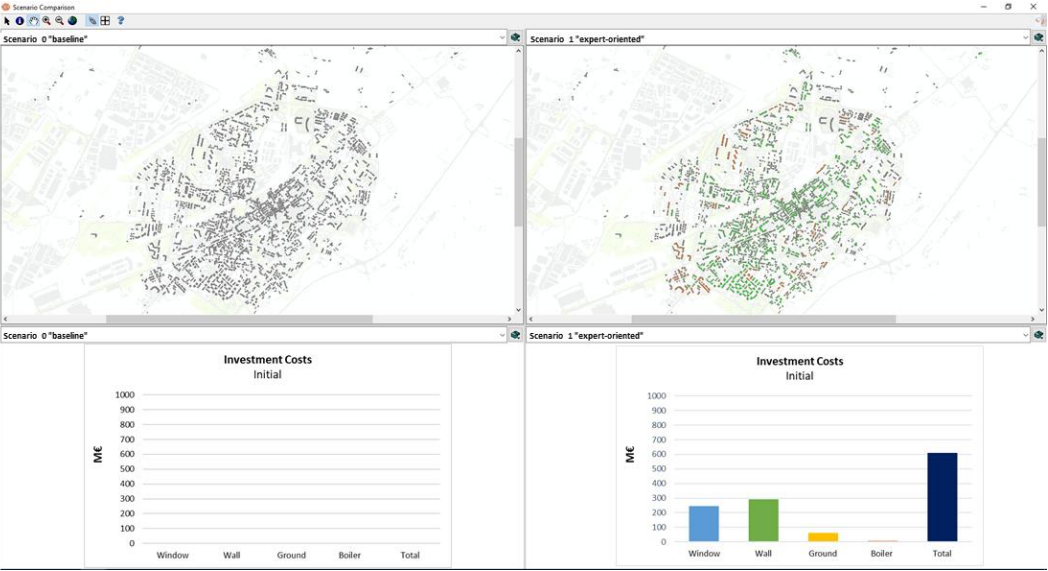 Scenario Comparison
Scenario 0 "baseline"
Scenario 1 "expert-oriented"
Scenario 0 "baseline"
Scenario 1 "expert-oriented"
Investment Costs
Initial
1000
900
800
700
600
500
400
300
200
100
0
M€
Window Wall Ground Boiler Total
Investment Costs
Initial
1000
900
800
700
600
500
400
300
200
100
0
M€
Window Wall Ground Boiler Total